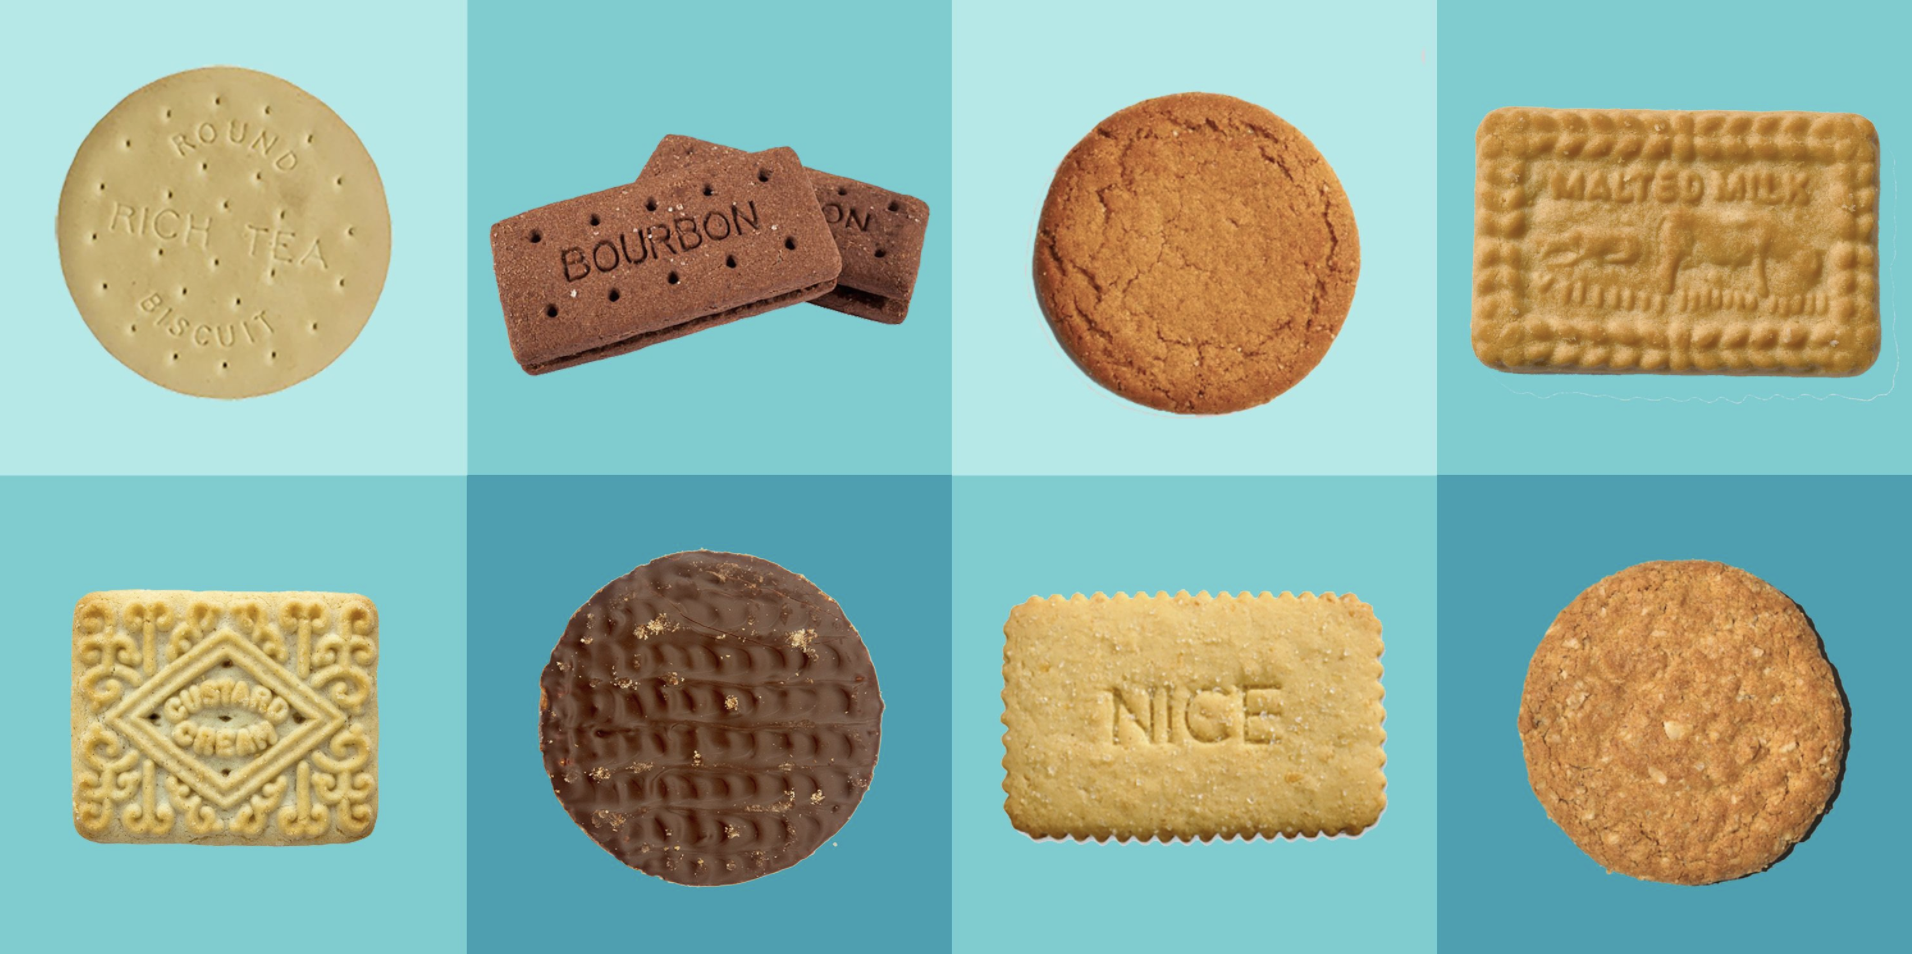 ROUND
RICH TEA
BISCUIT
BOURBON
ON
MALTED MILK
CUSTARD
CREAM
NICE